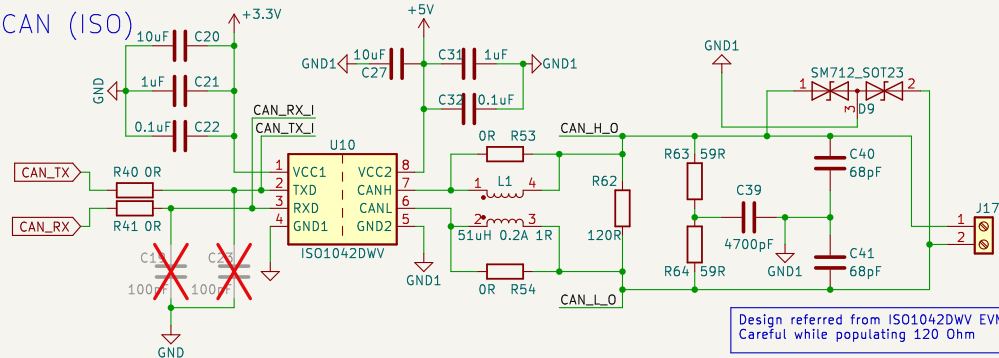 CAN (ISO)
+3.3V
+5V
10uF C20
GND
1uF C21
0.1uF C22
GND1
10uF
C27
C31 1uF
GND1
C32 0.1uF
GND1
SM712_SOT23
1 2
3
D9
CAN_RX_I
CAN_TX_I
CAN_TX
R40 0R
CAN_RX
R41 0R
C19
100pF
C23
100pF
GND
U10
1 VCC1 VCC2 8
2 TXD CANH 7
3 RXD CANL 6
4 GND1 GND2 5
ISO1042DWV
GND1
0R R53
CAN_H_O
1 L1 4
2 3
51uH 0.2A 1R
0R R54
CAN_L_O
R62
120R
R63 59R
R64 59R
C39
4700pF
GND1
C40
68pF
C41
68pF
J17
1
2
Design referred from ISO1042DWV EVM
Careful while populating 120 Ohm